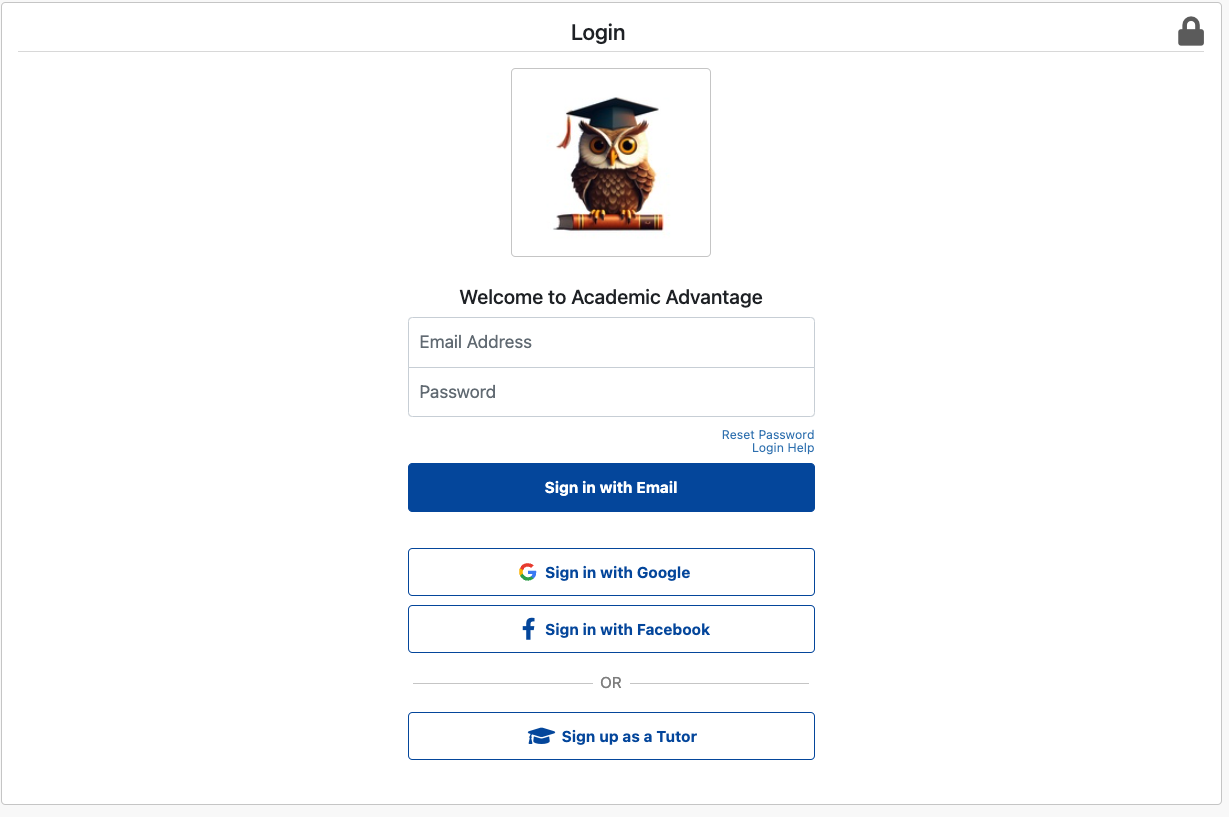 Login
Welcome to Academic Advantage
Email Address
Password
Reset Password
Login Help
Sign in with Email
Sign in with Google
Sign in with Facebook
OR
Sign up as a Tutor